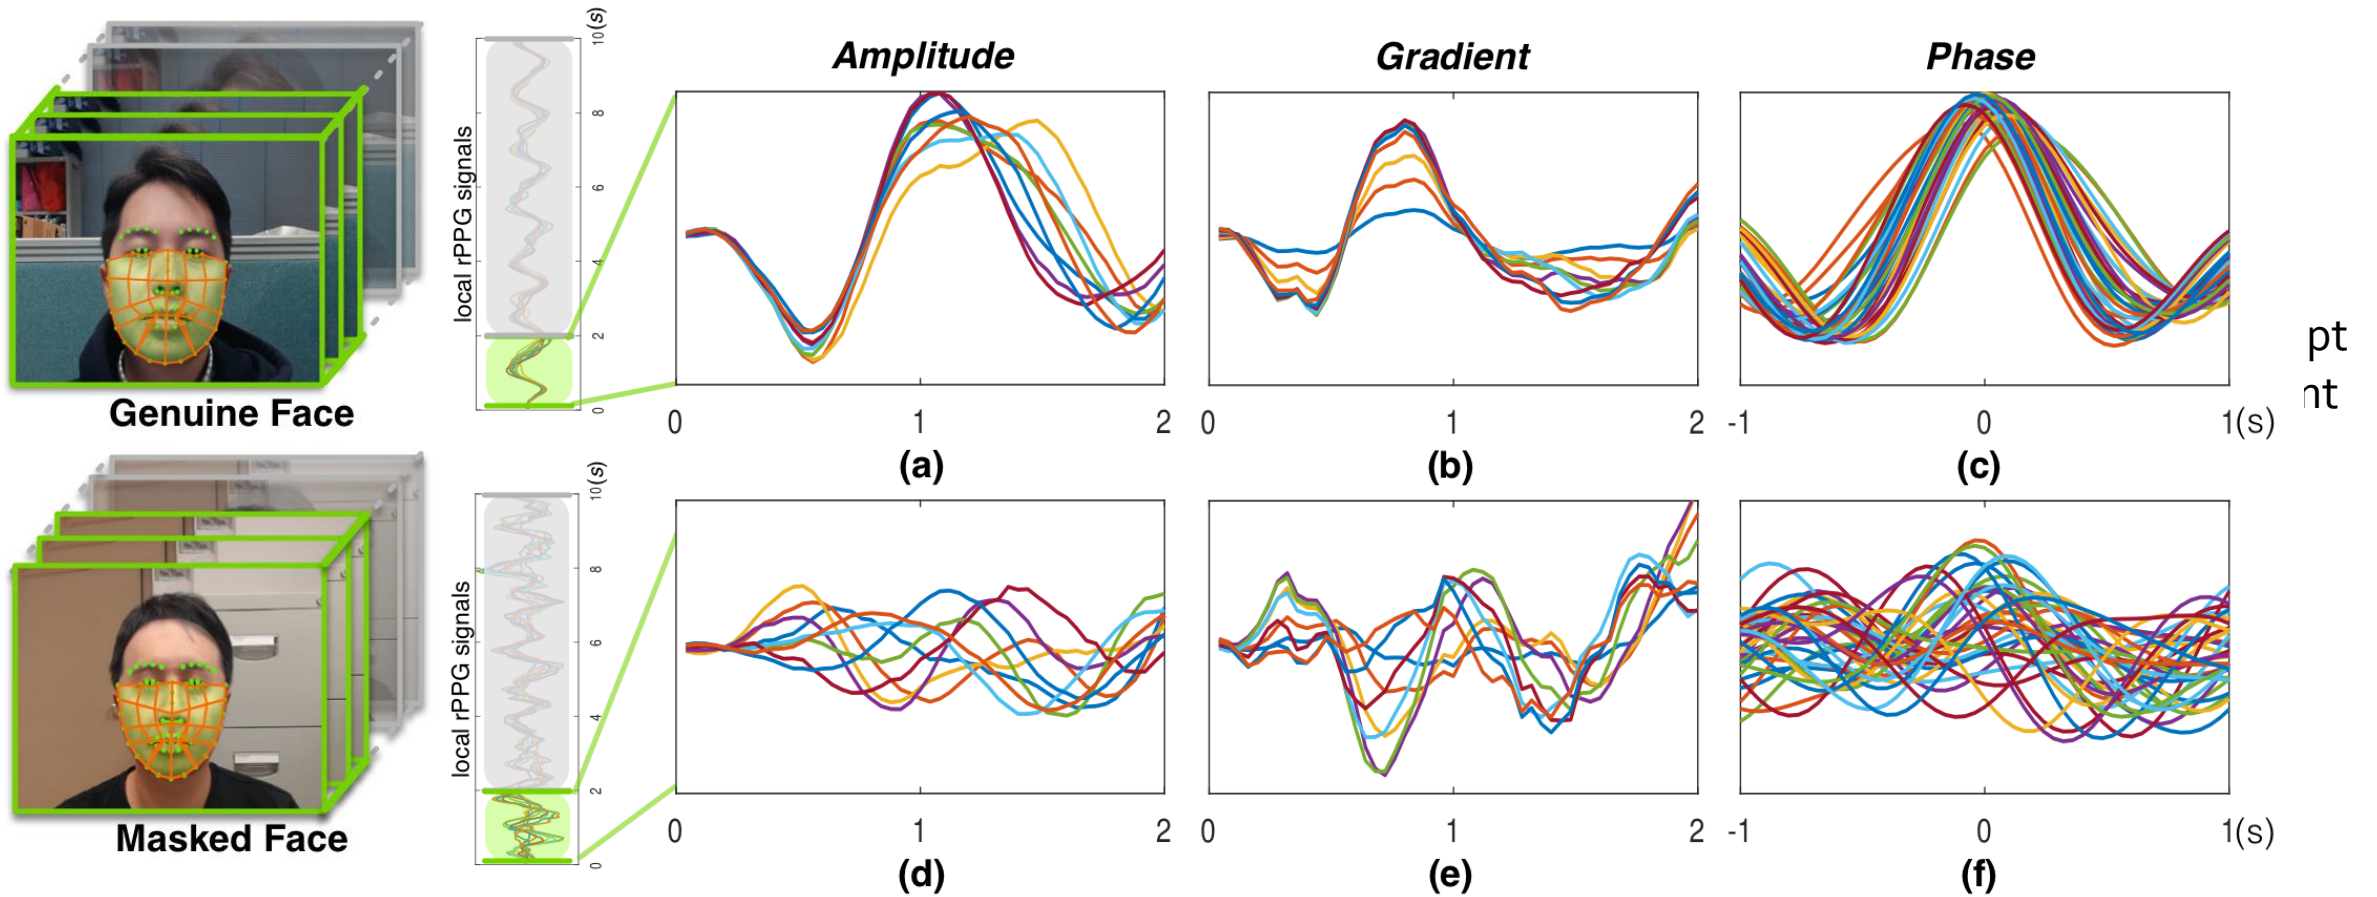 Amplitude
Gradient
Phase
local rPPG signals
0 2 4 6 8 10(s)
0 1 2
0 1 2
-1 0 1(s)
Genuine Face
(a)
(b)
(c)
pt
nt
local rPPG signals
0 2 4 6 8 10(s)
0 1 2
0 1 2
-1 0 1(s)
Masked Face
(d)
(e)
(f)